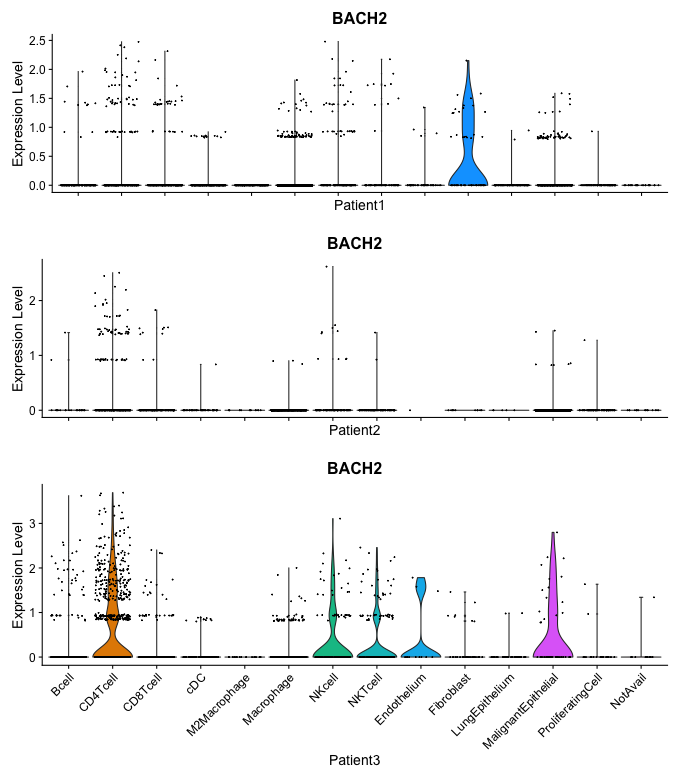 BACH2
Expression Level
2.5
2.0
1.5
1.0
0.5
0.0
Patient1
BACH2
Expression Level
2
1
0
Patient2
BACH2
Expression Level
3
2
1
0
Bcell
CD4Tcell
CD8Tcell
cDC
M2Macrophage
Macrophage
NKcell
NKTcell
Endothelium
Fibroblast
LungEpithelium
MalignantEpithelial
ProliferatingCell
NotAvail
Patient3